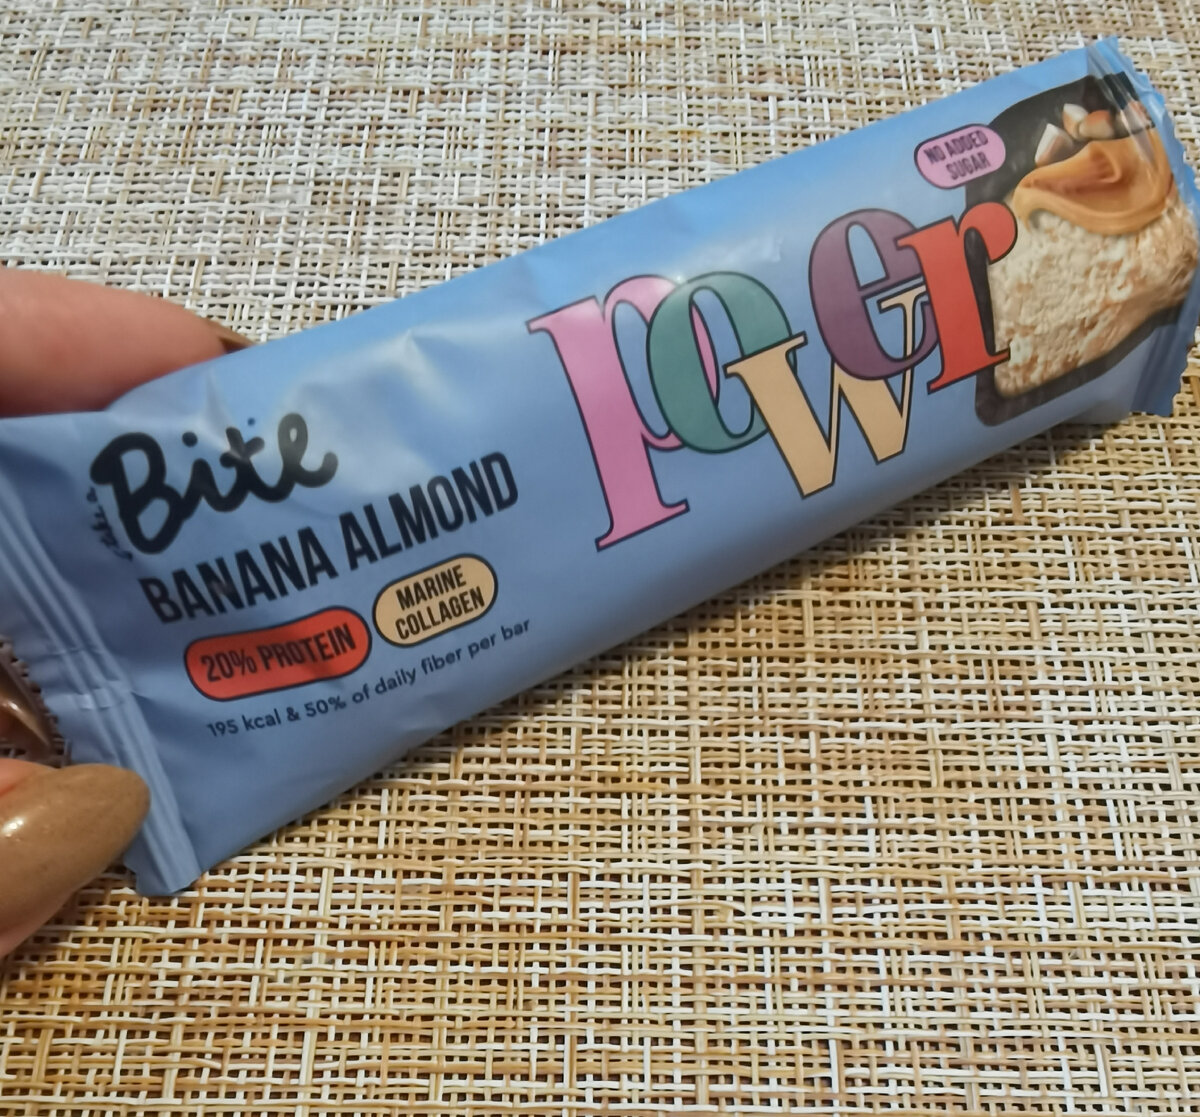 Bite
BANANA ALMOND
20% PROTEIN
MARINE
COLLAGEN
195 kcal & 50% of daily fiber per bar
power
NO ADDED
SUGAR